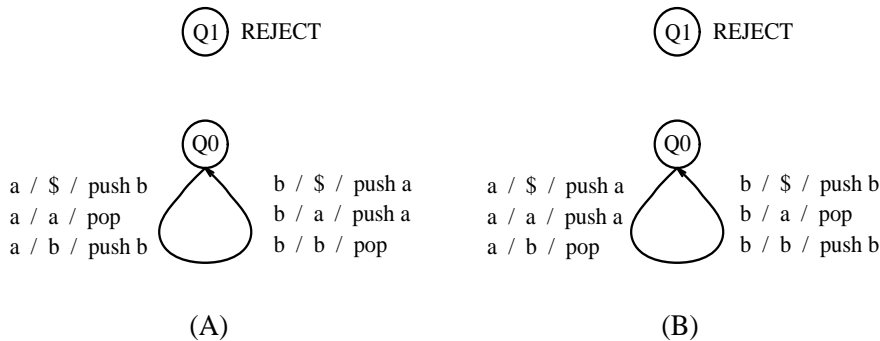 Q1 REJECT
Q0
a / $ / push b
a / a / pop
a / b / push b
b / $ / push a
b / a / push a
b / b / pop
(A)
Q1 REJECT
Q0
a / $ / push a
a / a / push a
a / b / pop
b / $ / push b
b / a / pop
b / b / push b
(B)